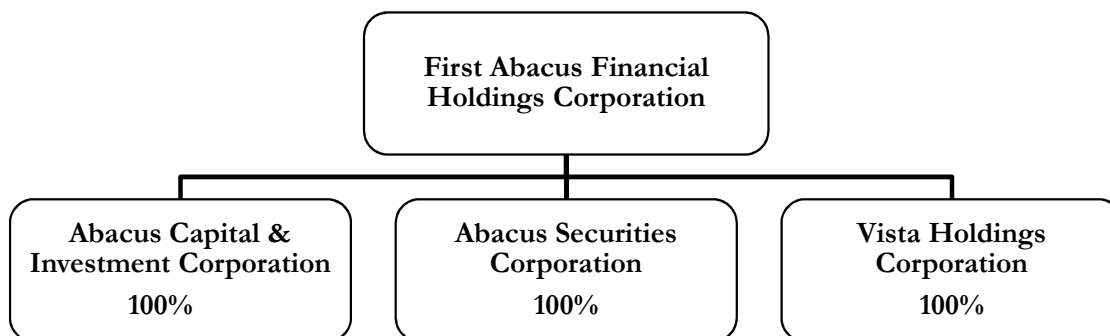 First Abacus Financial
Holdings Corporation
Abacus Capital &
Investment Corporation
100%
Abacus Securities
Corporation
100%
Vista Holdings
Corporation
100%